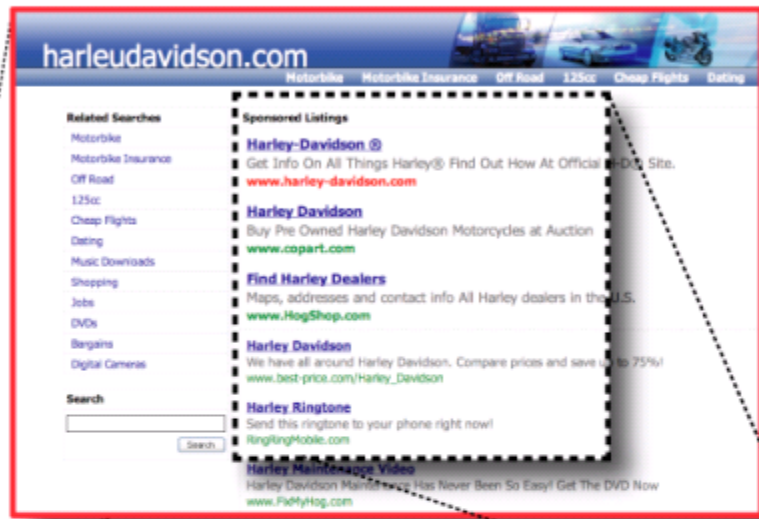 harleudavidson.com
Motorbike Motorbike Insurance Off Road 125cc Cheap Flights Dating
Related Searches
Motorbike
Motorbike Insurance
Off Road
125cc
Cheap Flights
Dating
Music Downloads
Shopping
Jobs
DVDs
Bargains
Digital Cameras
Search
Search
Sponsored Listings
Harley-Davidson ®
Get Info On All Things Harley® Find Out How At Official Site.
www.harley-davidson.com
Harley Davidson
Buy Pre Owned Harley Davidson Motorcycles at Auction
www.copart.com
Find Harley Dealers
Maps, addresses and contact info All Harley dealers in the U.S.
www.HogShop.com
Harley Davidson
We have all around Harley Davidson. Compare prices and save up to 75%!
www.best-price.com/Harley_Davidson
Harley Ringtone
Send this ringtone to your phone right now!
RingRingMobile.com
Harley Maintenance Video
Harley Davidson Maintenance Has Never Been So Easy! Get The DVD Now
www.FixMyHog.com